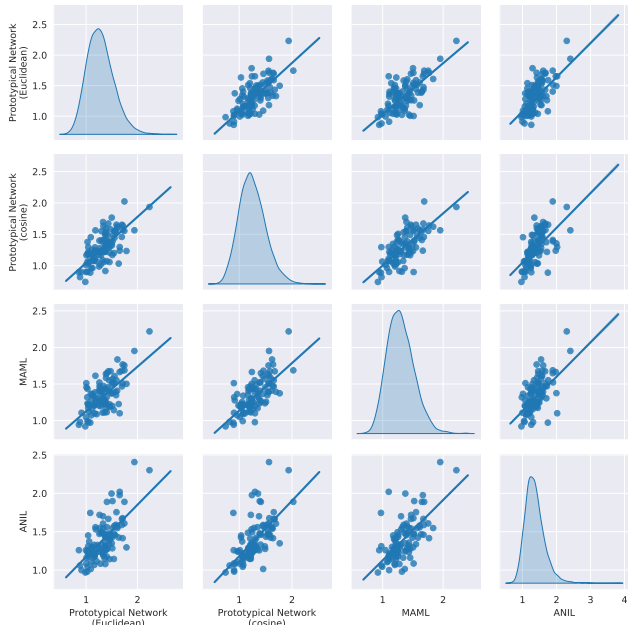 Prototypical Network
(Euclidean)
2.5
2.0
1.5
1.0
Prototypical Network
(cosine)
2.5
2.0
1.5
1.0
MAML
2.5
2.0
1.5
1.0
ANIL
2.5
2.0
1.5
1.0
1 2 1 2 1 2 1 2 3 4
Prototypical Network Prototypical Network MAML ANIL
(Euclidean) (cosine)